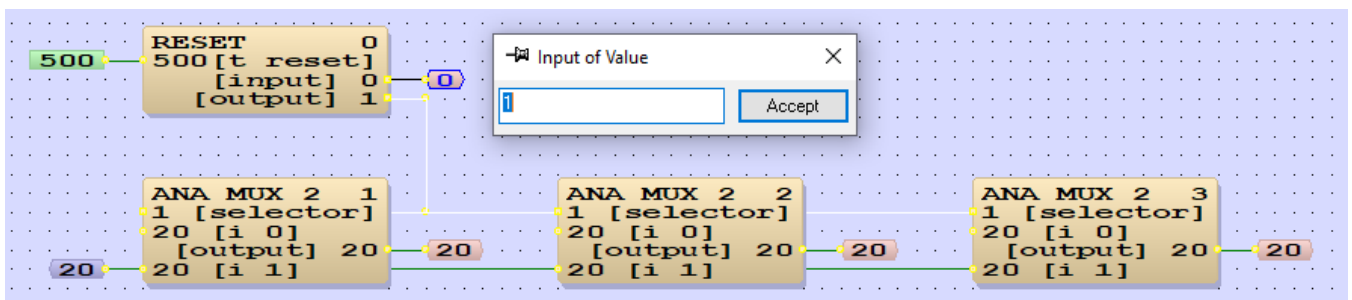 RESET 0
500 500 [t reset]
[input] 0 0
[output] 1
Input of Value
1 Accept
ANA MUX 2 1
1 [selector]
20 [i 0]
[output] 20 20
20 20 [i 1]
ANA MUX 2 2
1 [selector]
20 [i 0]
[output] 20 20
20 [i 1]
ANA MUX 2 3
1 [selector]
20 [i 0]
[output] 20 20
20 [i 1]